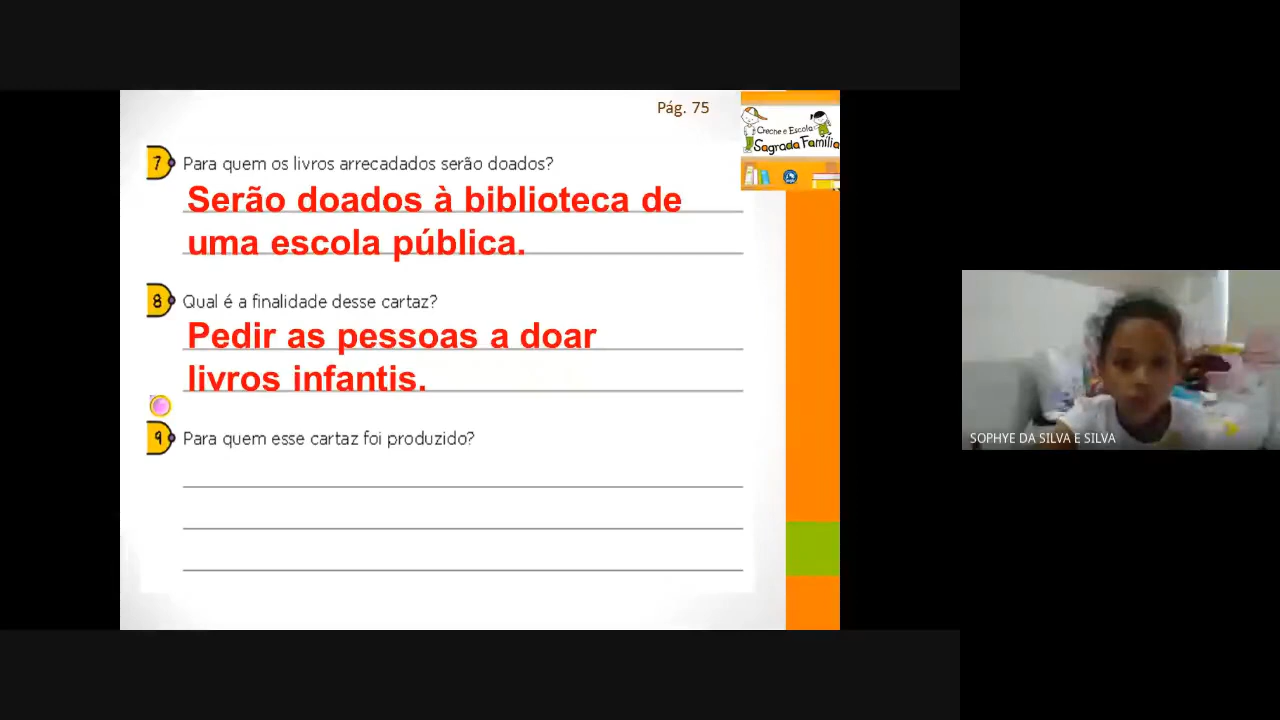 Pág. 75
Creche e Escola
Sagrada Família
7 Para quem os livros arrecadados serão doados?
Serão doados à biblioteca de
uma escola pública.
8 Qual é a finalidade desse cartaz?
Pedir as pessoas a doar
livros infantis.
9 Para quem esse cartaz foi produzido?
SOPHYE DA SILVA E SILVA